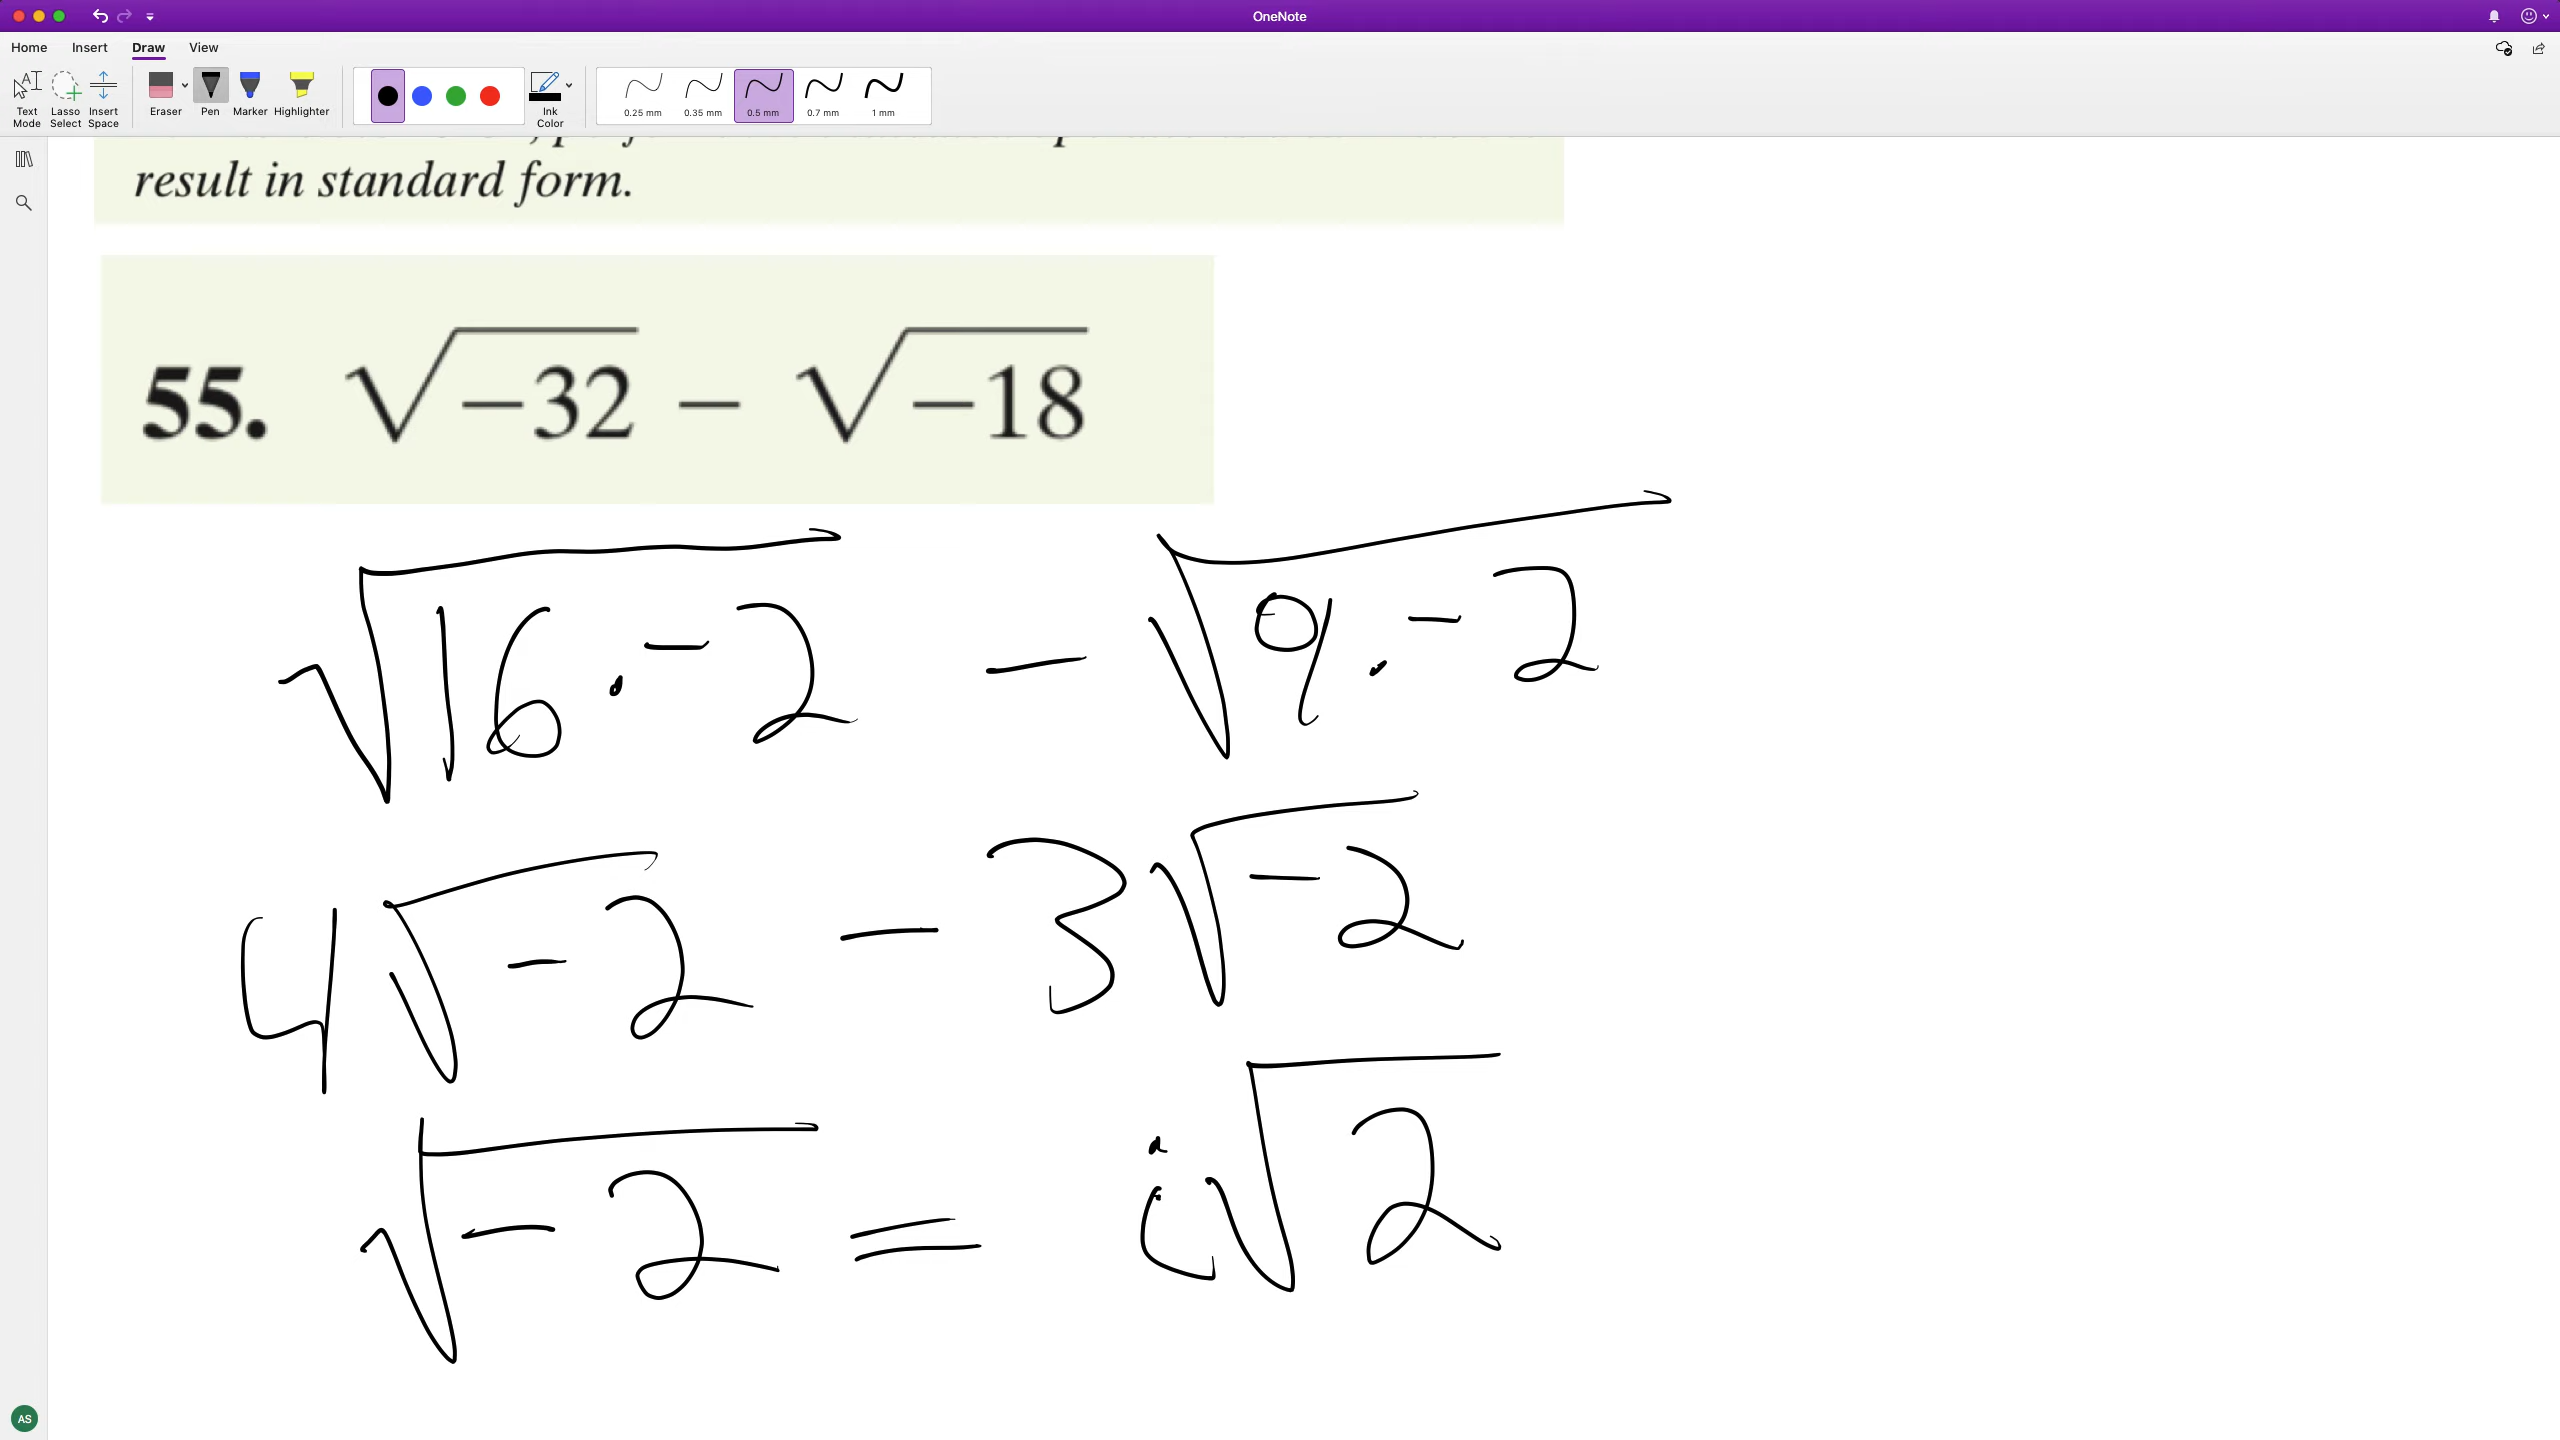 OneNote
Home Insert Draw View
Text Mode Lasso Select Insert Space Eraser Pen Marker Highlighter Ink Color 0.25 mm 0.35 mm 0.5 mm 0.7 mm 1 mm
result in standard form.
55. √-32 - √-18
√16 · -2 - √9 · -2
4√-2 - 3√-2
√-2 = i√2
AS